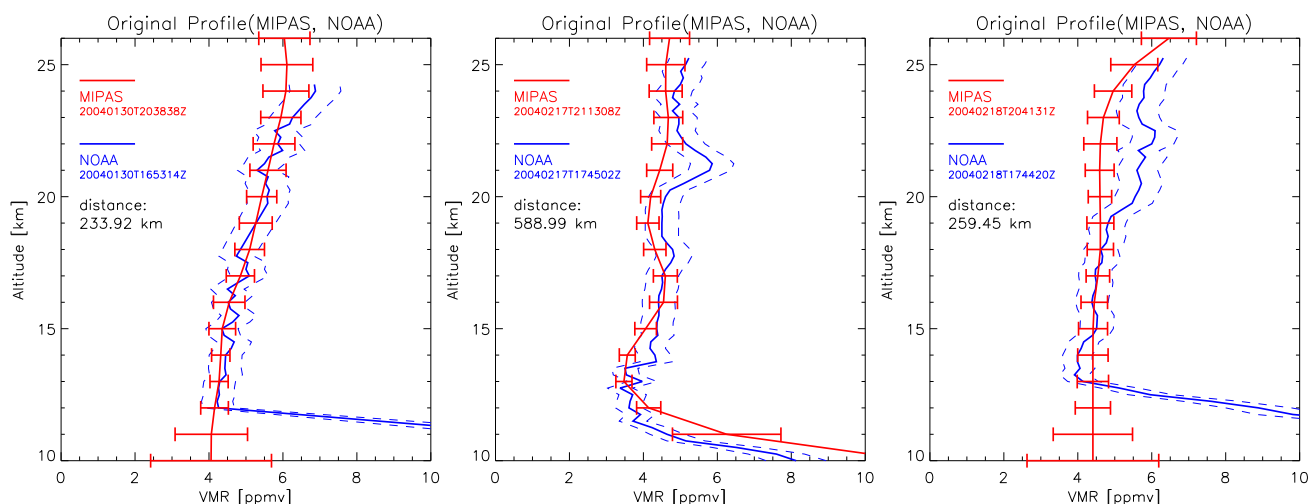 Original Profile(MIPAS, NOAA)
25
20
15
10
Altitude [km]
MIPAS
20040130T203838Z
NOAA
20040130T165314Z
distance:
233.92 km
0 2 4 6 8 10
VMR [ppmv]
Original Profile(MIPAS, NOAA)
25
20
15
10
Altitude [km]
MIPAS
20040217T211308Z
NOAA
20040217T174502Z
distance:
588.99 km
0 2 4 6 8 10
VMR [ppmv]
Original Profile(MIPAS, NOAA)
25
20
15
10
Altitude [km]
MIPAS
20040218T204131Z
NOAA
20040218T174420Z
distance:
259.45 km
0 2 4 6 8 10
VMR [ppmv]